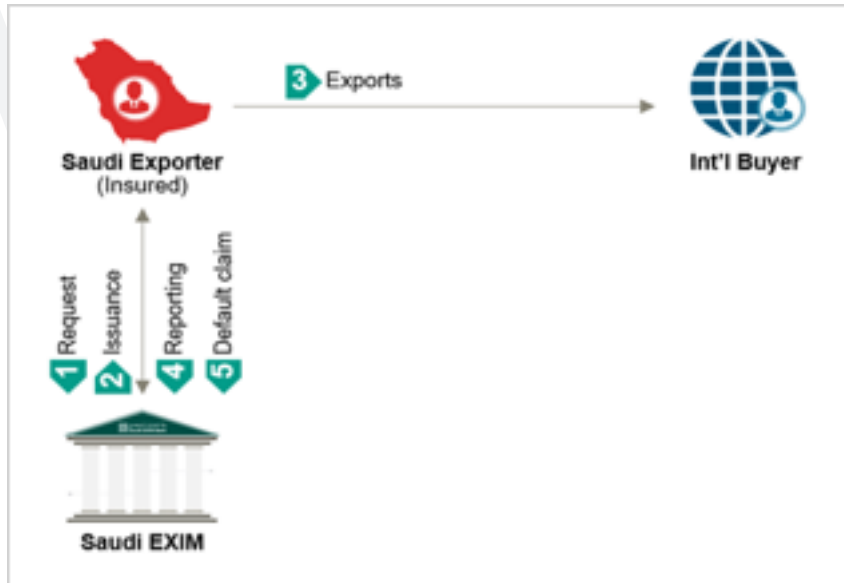 3 Exports
Saudi Exporter
(Insured)
Int'l Buyer
1 Request
2 Issuance
4 Reporting
5 Default claim
Saudi EXIM